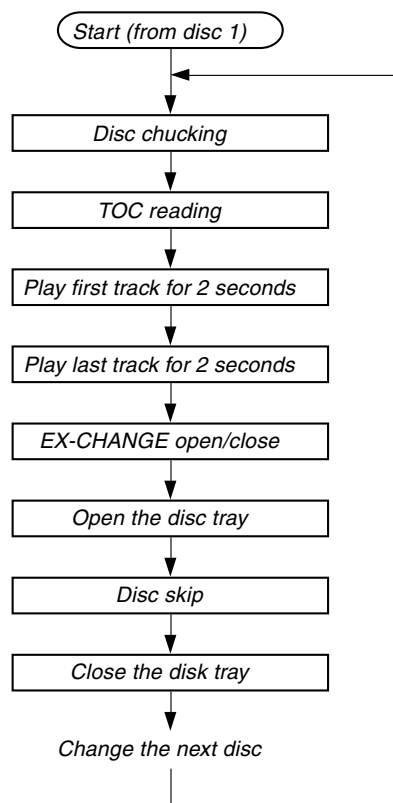 Start (from disc 1)
Disc chucking
TOC reading
Play first track for 2 seconds
Play last track for 2 seconds
EX-CHANGE open/close
Open the disc tray
Disc skip
Close the disk tray
Change the next disc